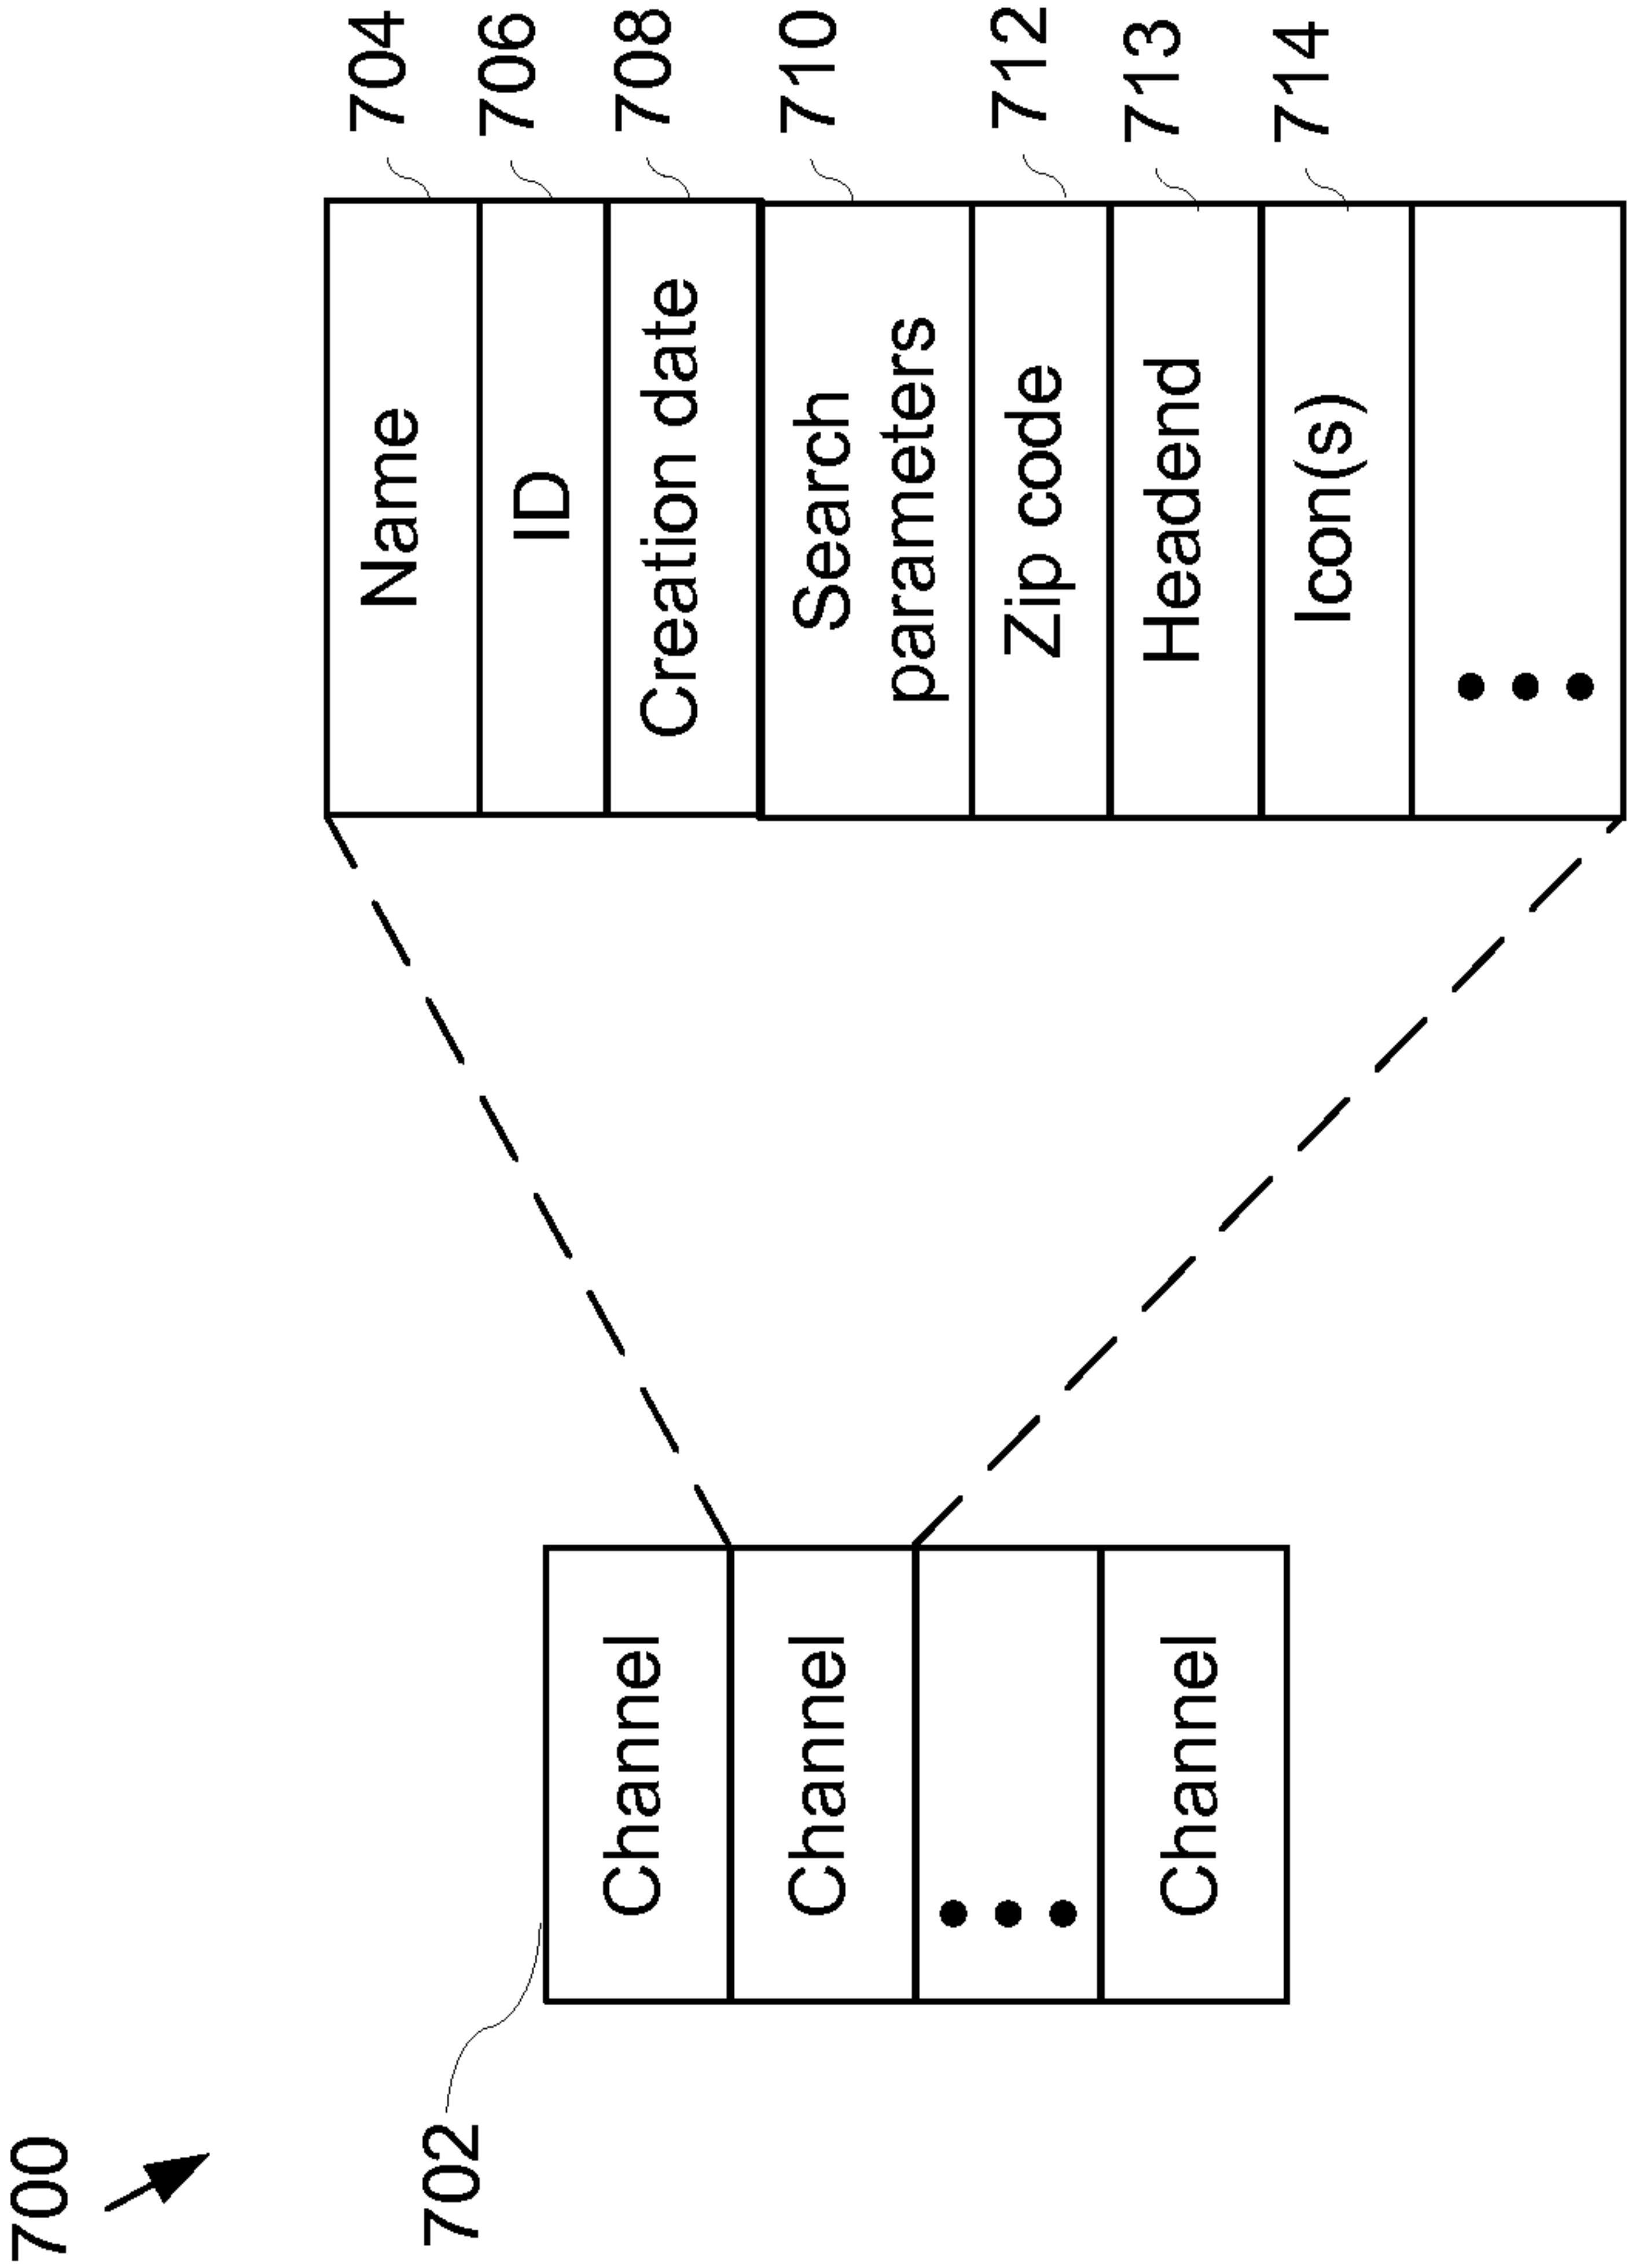 700
702
Channel
Channel
Channel
Name
704
ID
706
Creation date
708
Search
parameters
710
Zip code
712
Headend
713
Icon(s)
714